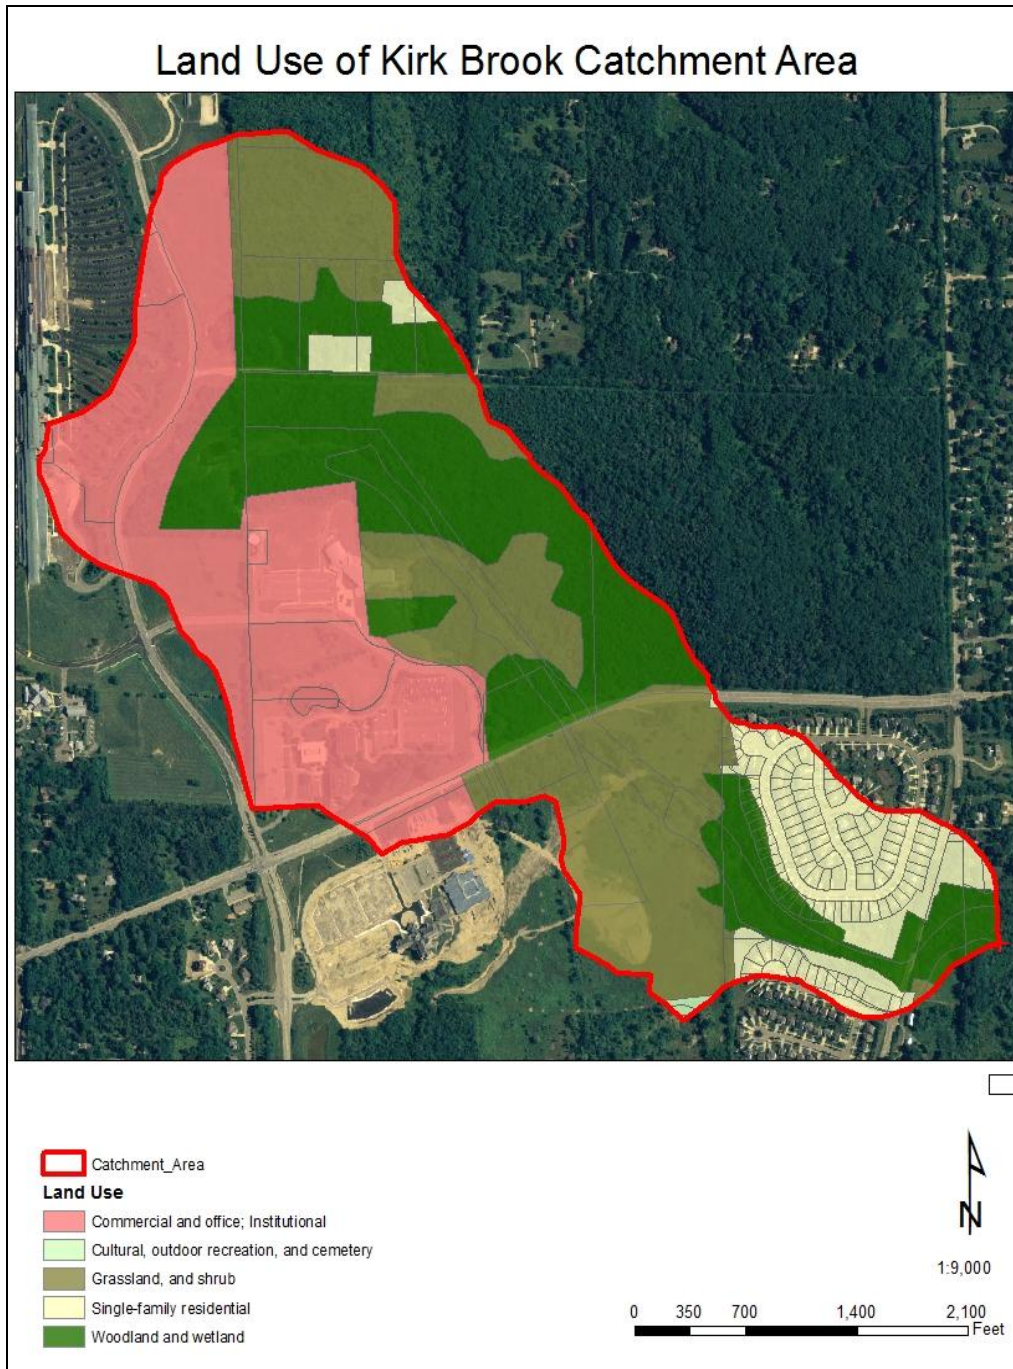 Land Use of Kirk Brook Catchment Area
Catchment_Area
Land Use
Commercial and office; Institutional
Cultural, outdoor recreation, and cemetery
Grassland, and shrub
Single-family residential
Woodland and wetland
N
1:9,000
0 350 700 1,400 2,100
Feet